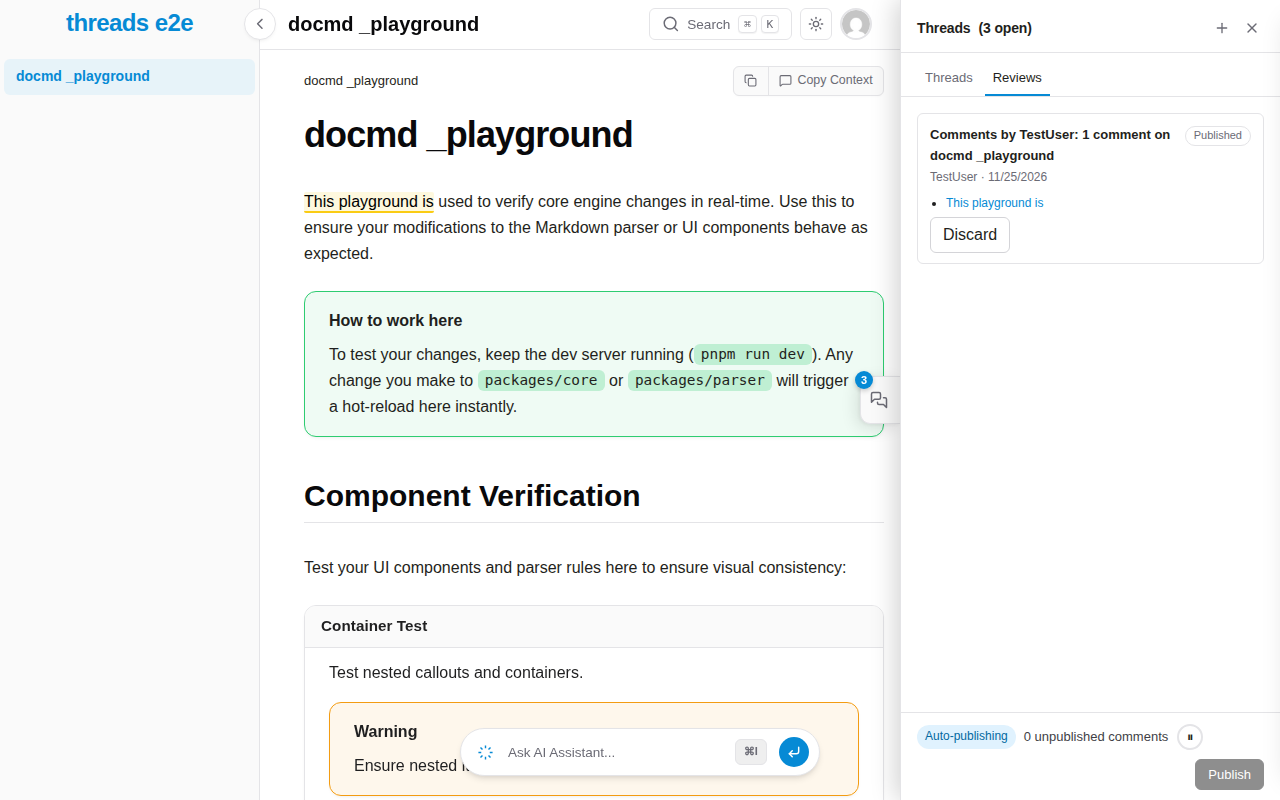 threads e2e
docmd _playground
docmd _playground
Search ⌘ K
docmd _playground
Copy Context
docmd _playground
This playground is used to verify core engine changes in real-time. Use this to
ensure your modifications to the Markdown parser or UI components behave as
expected.
How to work here
To test your changes, keep the dev server running (pnpm run dev). Any
change you make to packages/core or packages/parser will trigger
a hot-reload here instantly.
3
Component Verification
Test your UI components and parser rules here to ensure visual consistency:
Container Test
Test nested callouts and containers.
Warning
Ensure nested
Ask AI Assistant...
⌘I
Threads (3 open)
Threads Reviews
Comments by TestUser: 1 comment on
docmd _playground
Published
TestUser · 11/25/2026
This playground is
Discard
Auto-publishing 0 unpublished comments
Publish